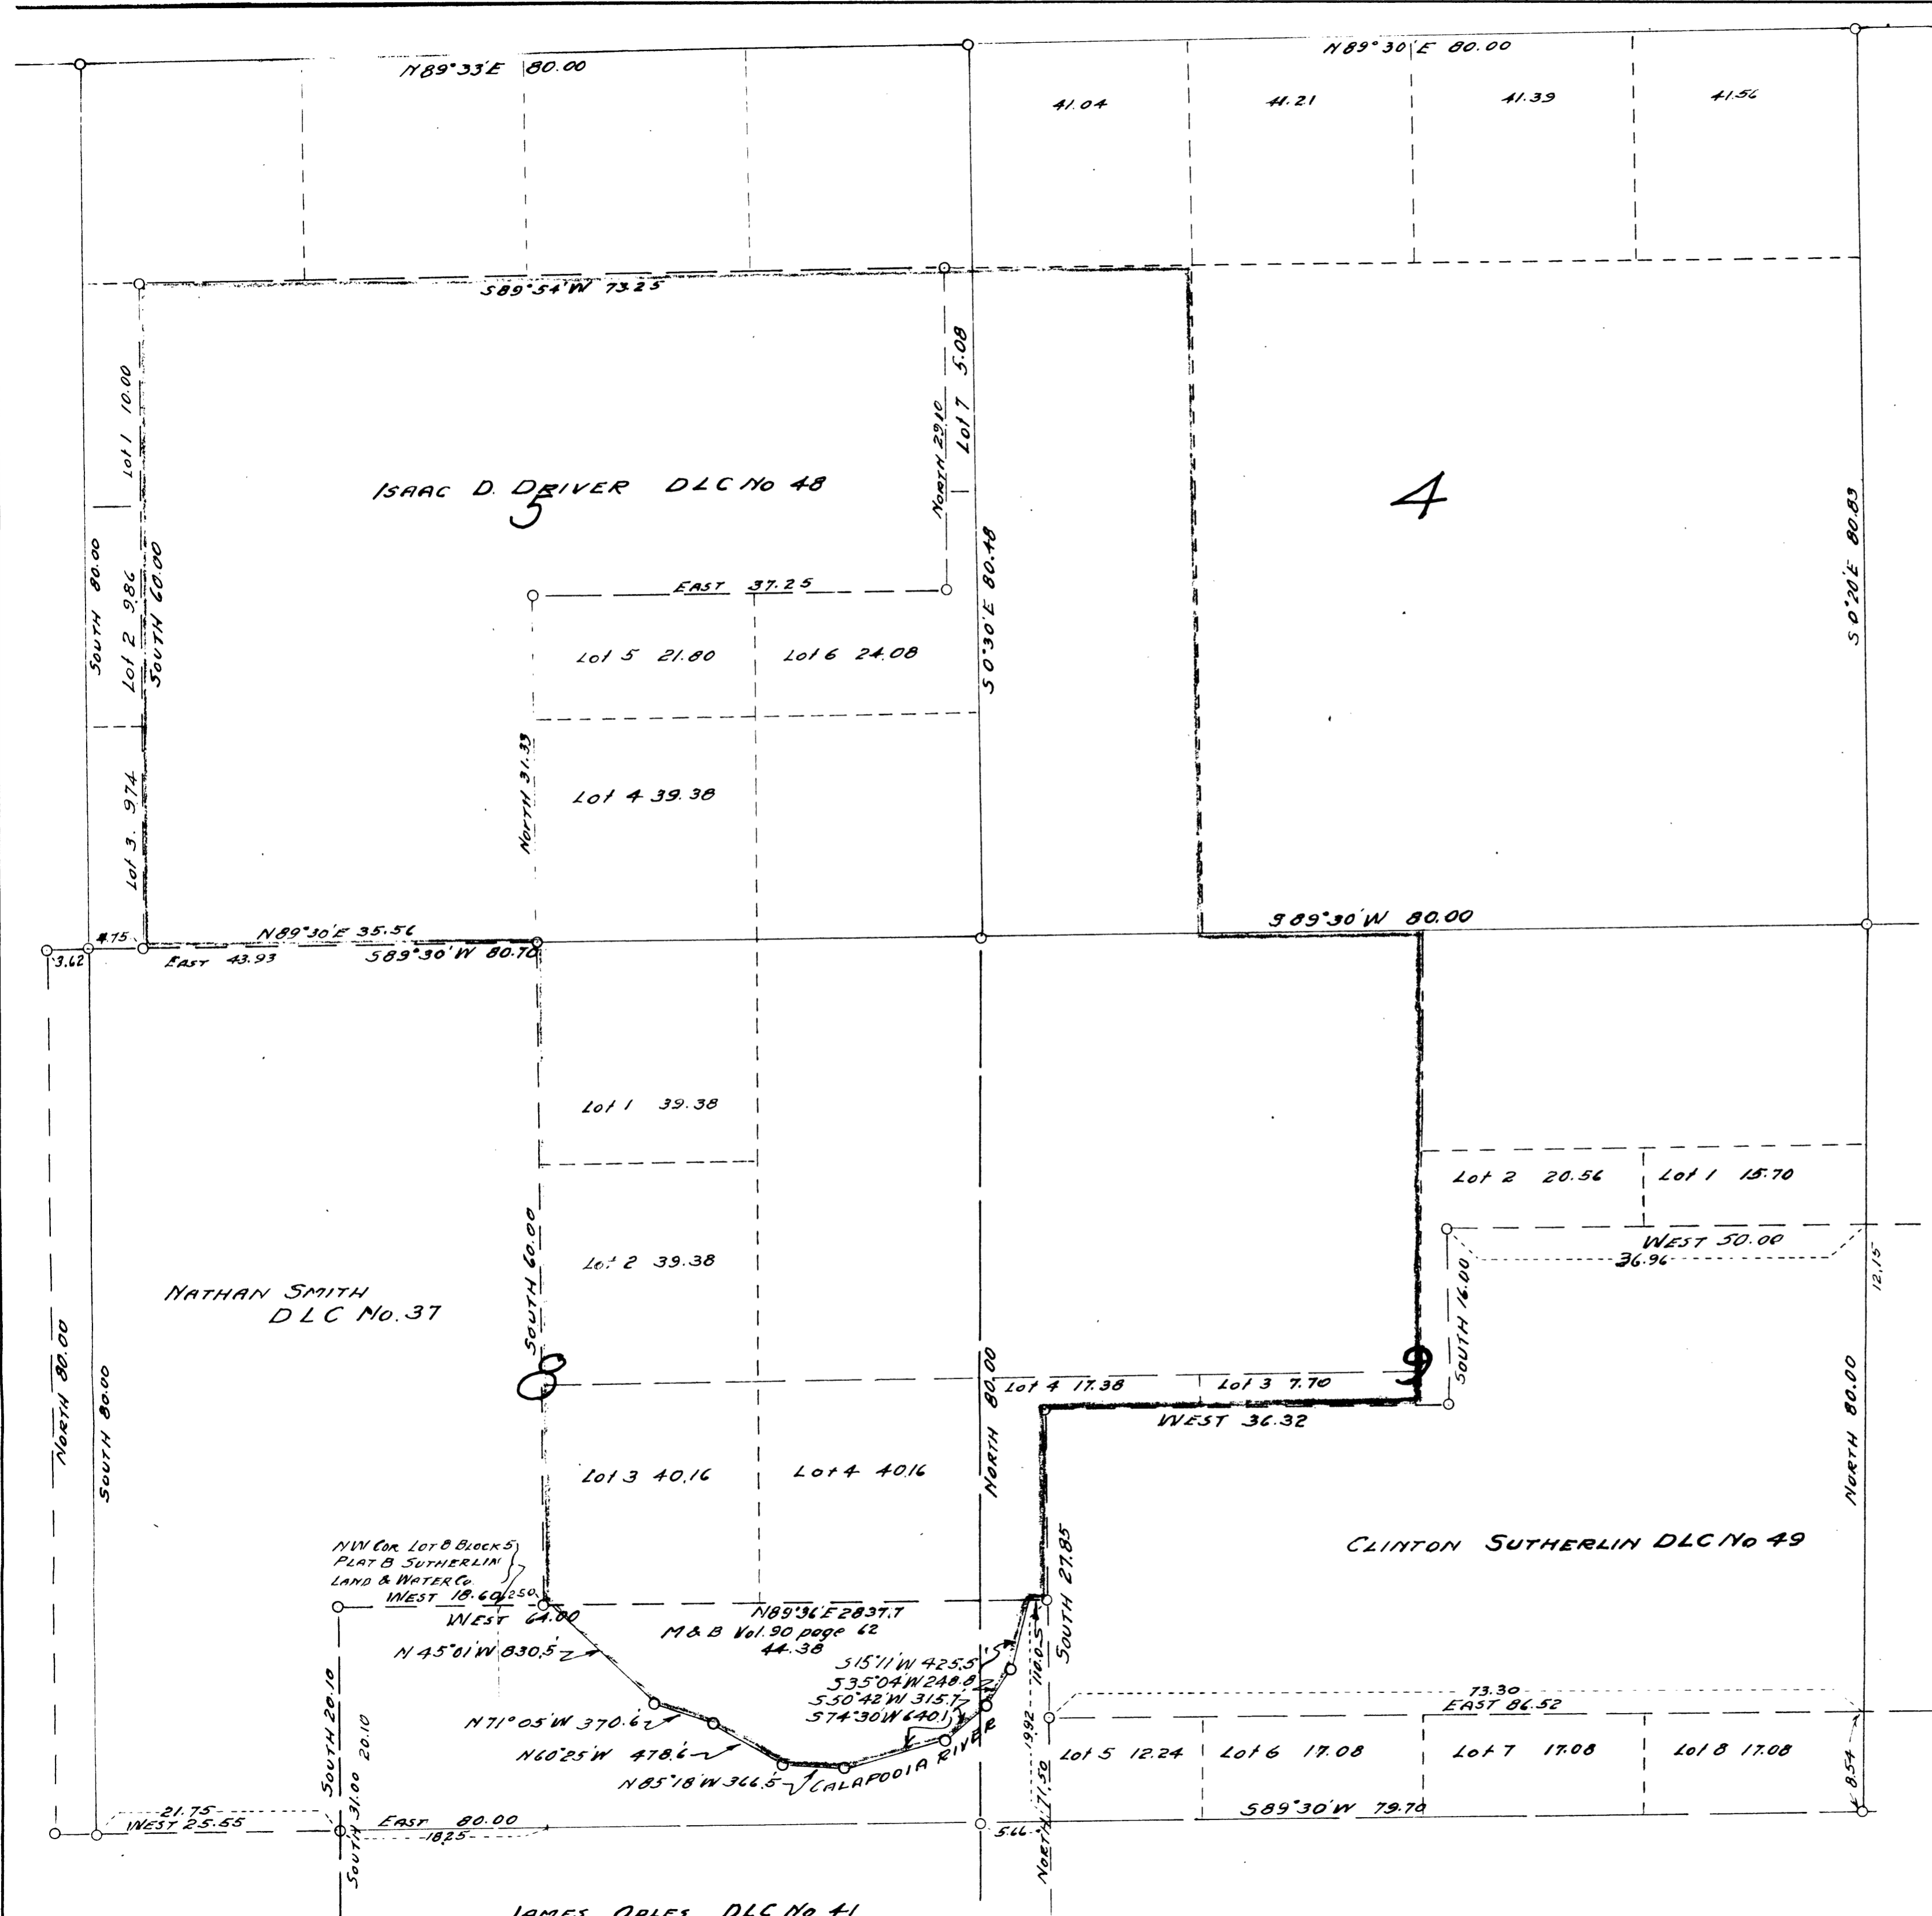 N89°33'E 80.00
N89°30'E 80.00
41.04
41.21
41.39
41.56
S89°54'W 73.25
Lot 1 10.00
NORTH 29.10
Lot 7 5.08
ISAAC D. DRIVER DLC No 48
5
4
SOUTH 80.00
Lot 2 9.86
SOUTH 60.00
EAST 37.25
S 0°30'E 80.48
S 0°20'E 80.83
Lot 5 21.80
Lot 6 24.08
NORTH 31.33
Lot 4 39.38
Lot 3. 9.74
4.75
N89°30'E 35.56
S89°30'W 80.00
3.62
EAST 43.93
S89°30'W 80.70
Lot 1 39.38
Lot 2 20.56
Lot 1 15.70
WEST 50.00
36.96
12.15
SOUTH 60.00
Lot 2 39.38
SOUTH 16.00
NATHAN SMITH
DLC No. 37
NORTH 80.00
SOUTH 80.00
8
9
NORTH 80.00
Lot 4 17.38
Lot 3 7.70
WEST 36.32
NORTH 80.00
Lot 3 40.16
Lot 4 40.16
NW COR LOT 8 BLOCK 5
PLAT B SUTHERLIN
LAND & WATER Co.
WEST 18.60
250
CLINTON SUTHERLIN DLC No 49
SOUTH 27.85
WEST 64.00
N89°36'E 2837.7
M & B Vol. 90 page 62
44.38
N 45°01'W 830.5'
S15°11'W 425.5'
S35°04'W 248.8'
S50°42'W 315.7'
S74°30'W 640.1'
110.0
SOUTH 20.10
20.10
N71°05'W 370.6'
N60°25'W 478.6'
N85°18'W 366.5'
CALAPOOIA RIVER
73.30
EAST 86.52
19.92
Lot 5 12.24
Lot 6 17.08
Lot 7 17.08
Lot 8 17.08
8.54
S89°30'W 79.70
21.75
WEST 25.55
EAST 80.00
18.25
SOUTH 31.00
5.66
NORTH 71.50
JAMES DLC No 41